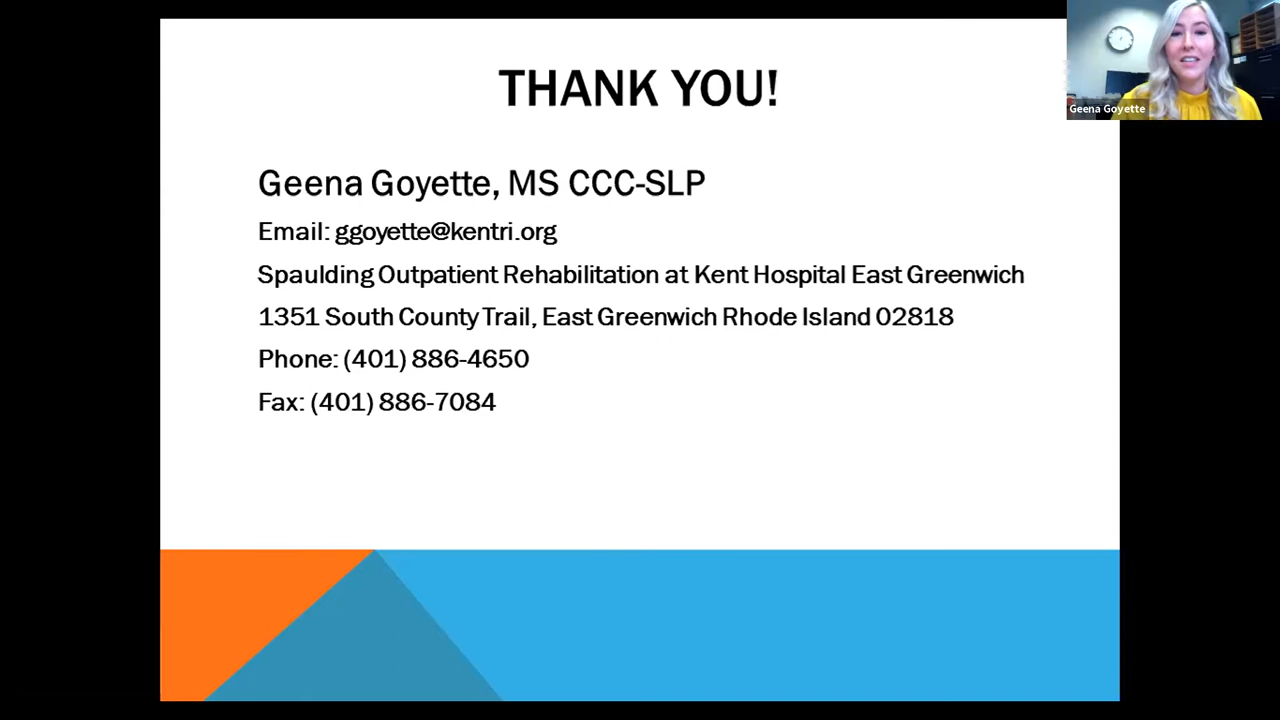 THANK YOU!
Geena Goyette
Geena Goyette, MS CCC-SLP
Email: ggoyette@kentri.org
Spaulding Outpatient Rehabilitation at Kent Hospital East Greenwich
1351 South County Trail, East Greenwich Rhode Island 02818
Phone: (401) 886-4650
Fax: (401) 886-7084